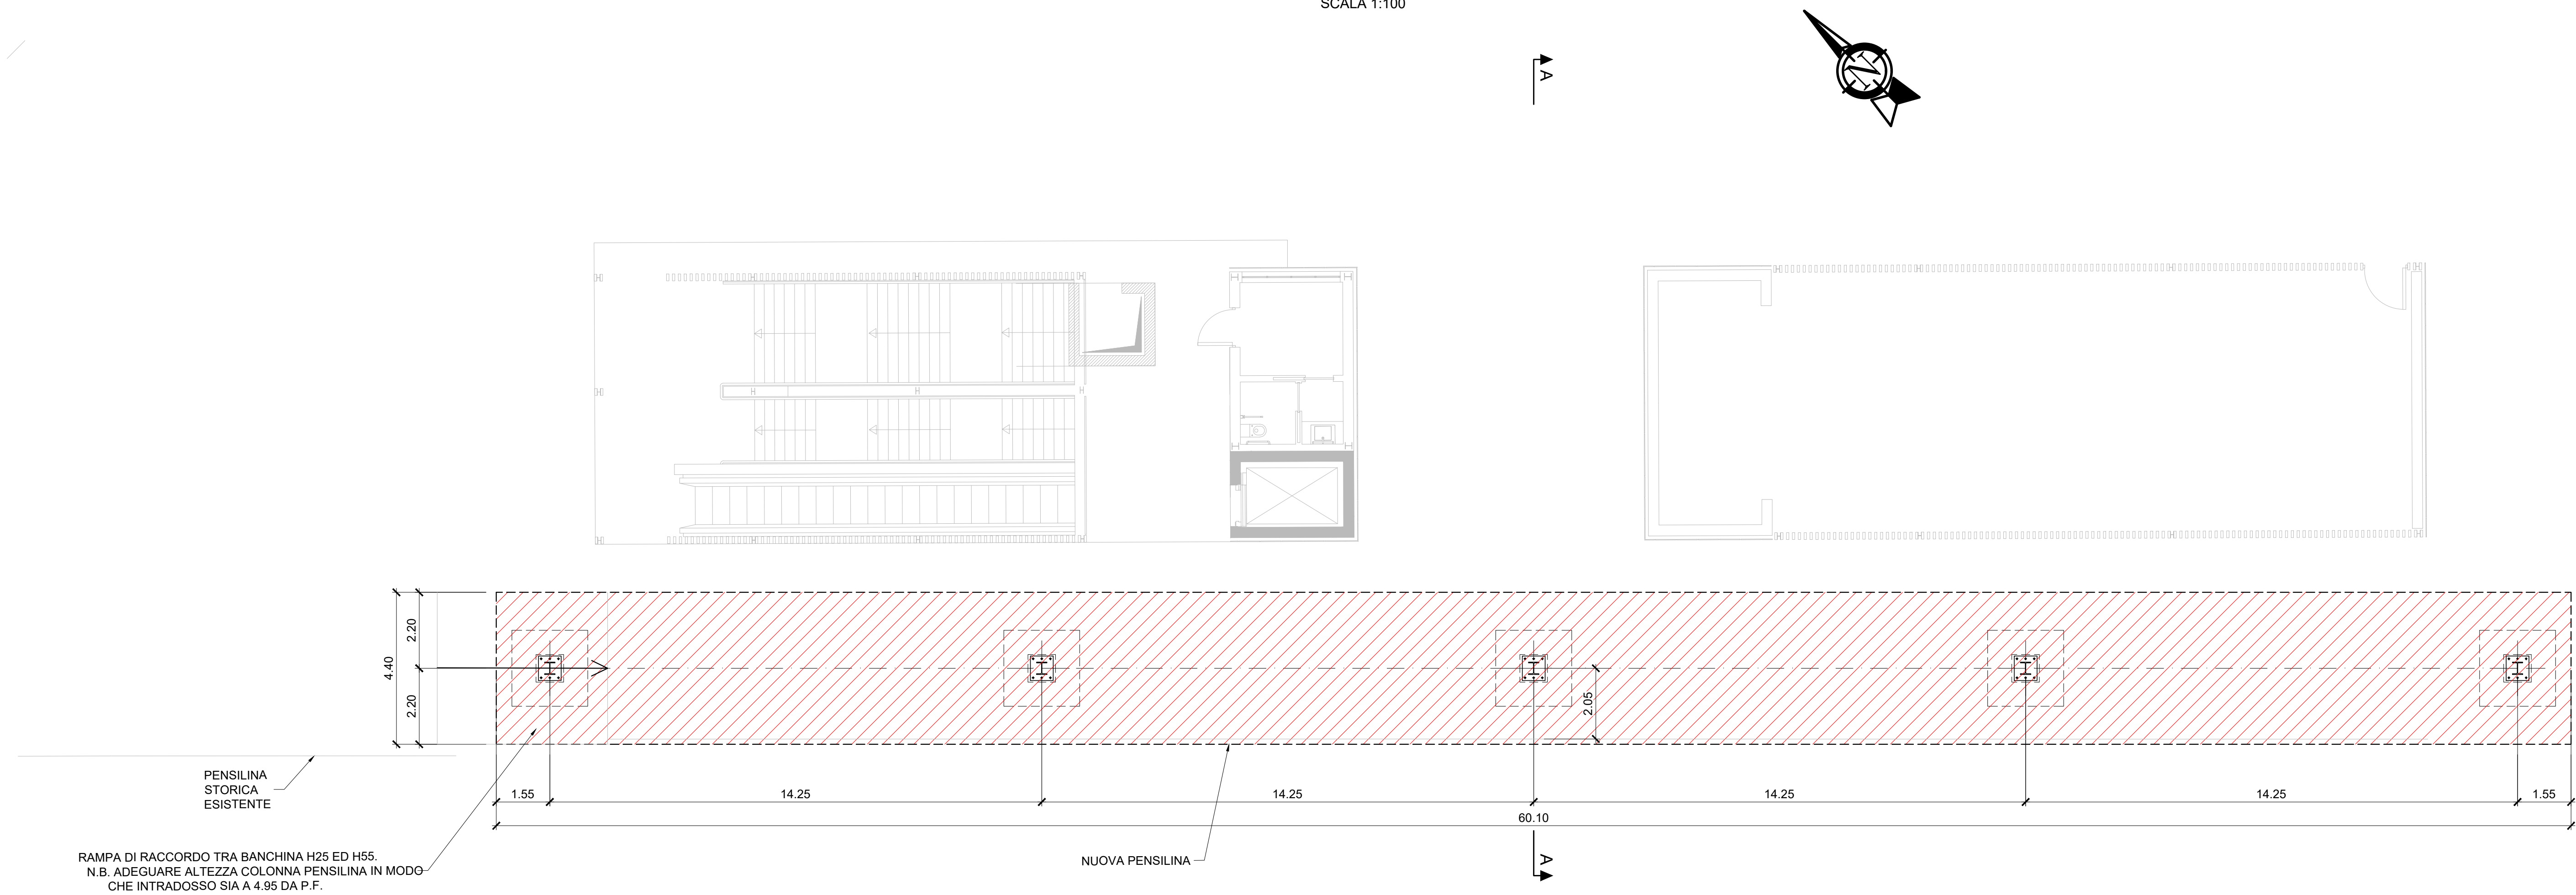 SCALA 1:100
A
N
2.20
4.40
2.20
2.05
PENSILINA
STORICA
ESISTENTE
1.55
14.25
14.25
14.25
14.25
1.55
60.10
RAMPA DI RACCORDO TRA BANCHINA H25 ED H55.
N.B. ADEGUARE ALTEZZA COLONNA PENSILINA IN MODO
CHE INTRADOSSO SIA A 4.95 DA P.F.
NUOVA PENSILINA
A